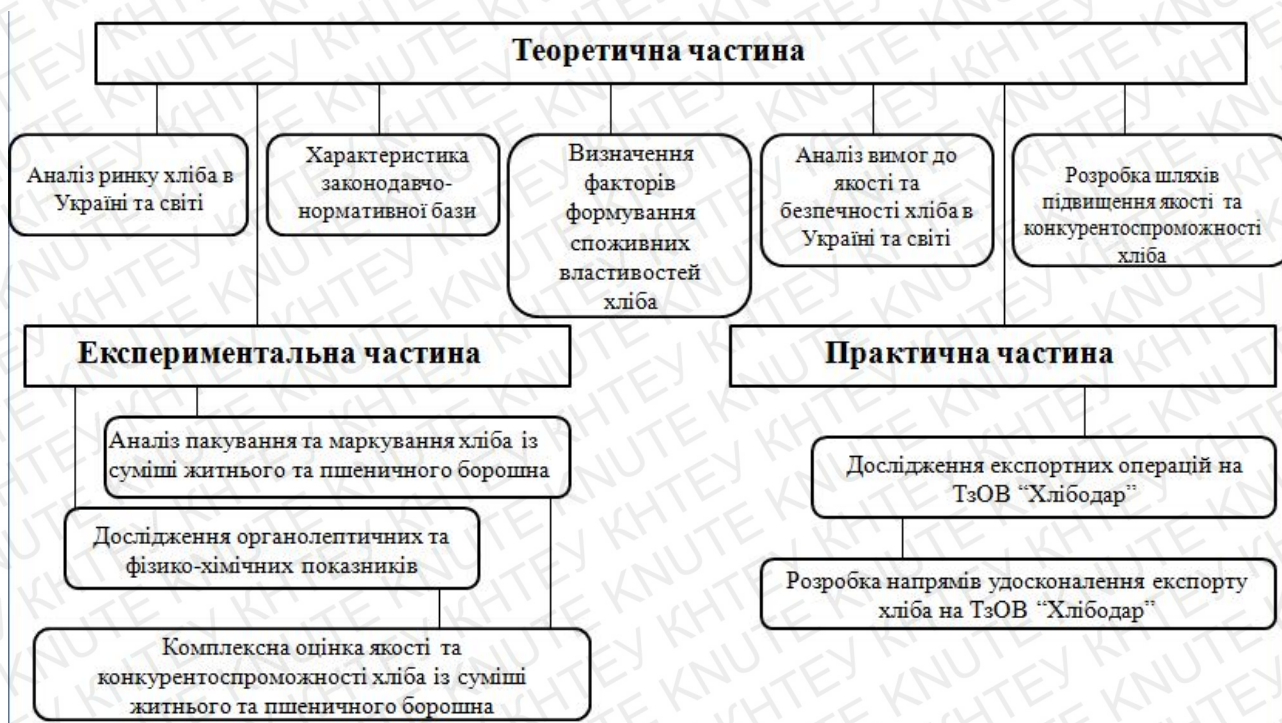 Теоретична частина
Аналіз ринку хліба в
Україні та світі
Характеристика
законодавчо-
нормативної бази
Визначення
факторів
формування
споживних
властивостей
хліба
Аналіз вимог до
якості та
безпечності хліба в
Україні та світі
Розробка шляхів
підвищення якості та
конкурентоспроможності
хліба
Експериментальна частина
Аналіз пакування та маркування хліба із
суміші житнього та пшеничного борошна
Дослідження органолептичних та
фізико-хімічних показників
Комплексна оцінка якості та
конкурентоспроможності хліба із суміші
житнього та пшеничного борошна
Практична частина
Дослідження експортних операцій на
ТзОВ “Хлібодар”
Розробка напрямів удосконалення експорту
хліба на ТзОВ “Хлібодар”